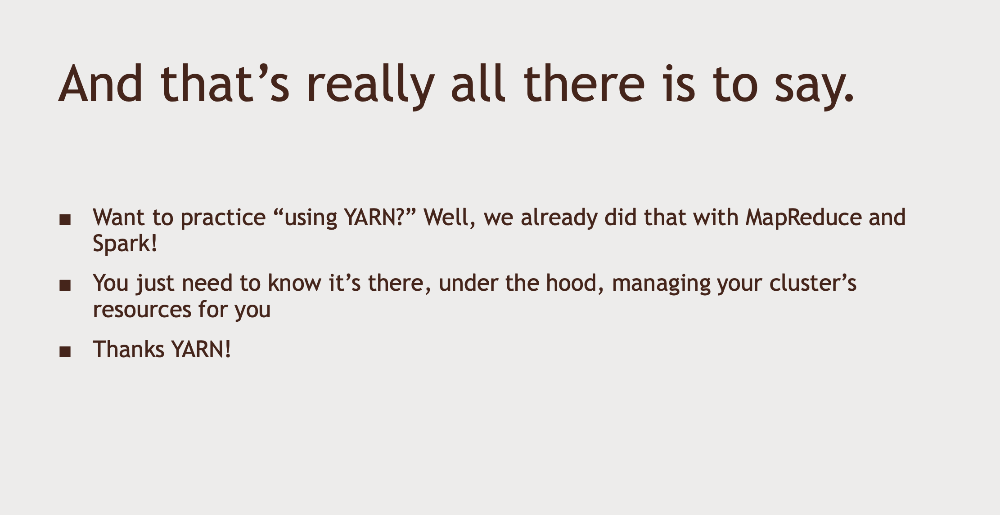 And that’s really all there is to say.
■ Want to practice “using YARN?” Well, we already did that with MapReduce and
Spark!
■ You just need to know it’s there, under the hood, managing your cluster’s
resources for you
■ Thanks YARN!